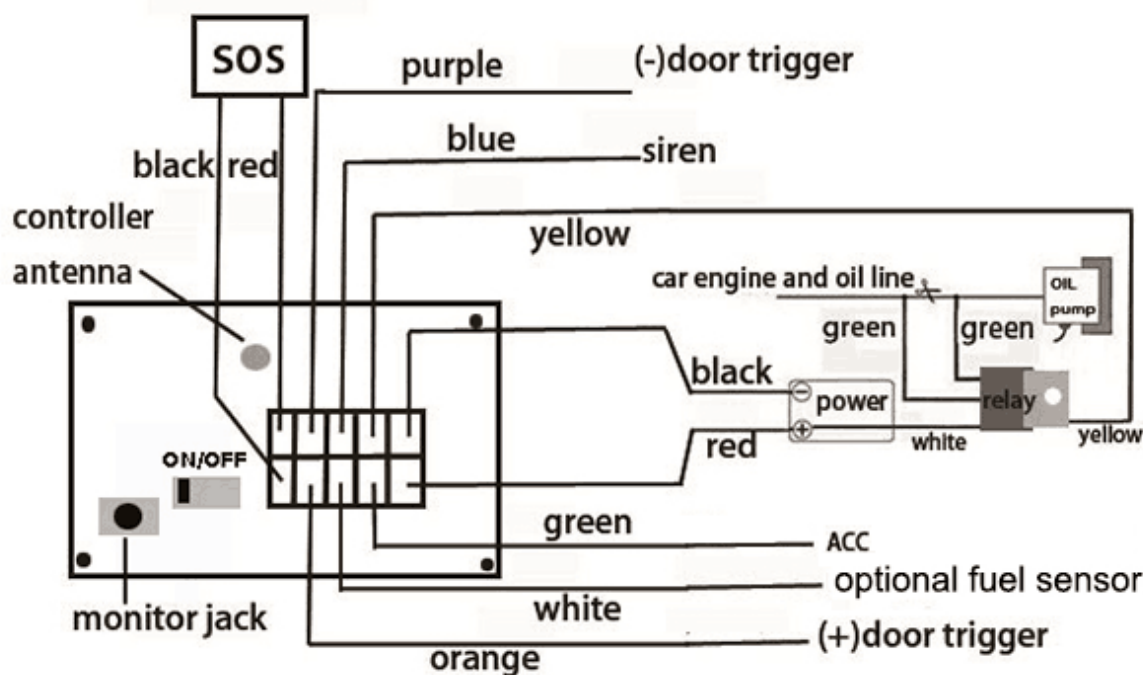 SOS
purple
(-)door trigger
black red
blue
siren
controller
antenna
yellow
car engine and oil line
OIL
pump
green
green
black
power
relay
red
white
yellow
ON/OFF
green
ACC
optional fuel sensor
monitor jack
white
(+)door trigger
orange